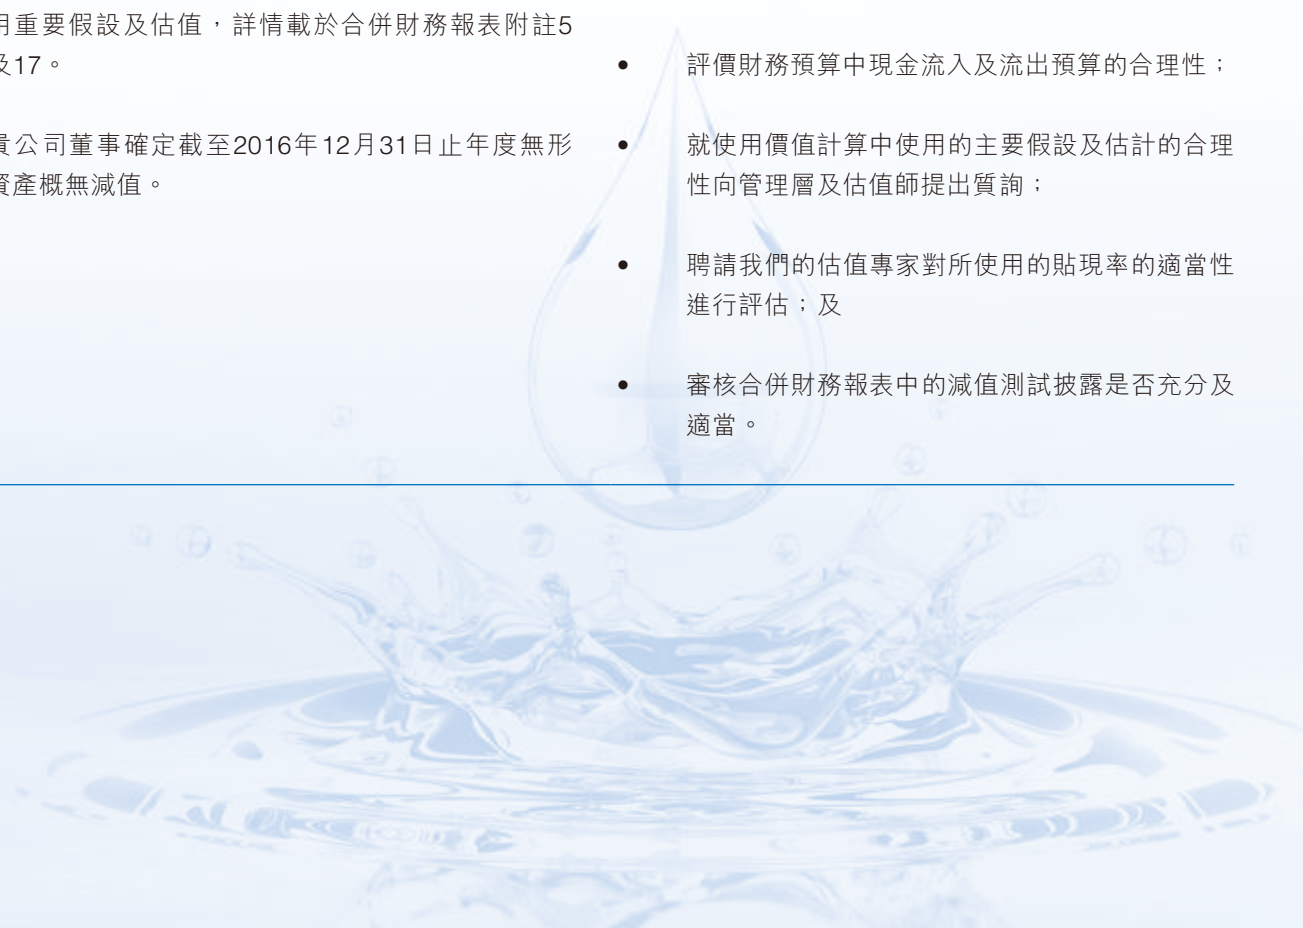 用重要假設及估值，詳情載於合併財務報表附註5
及17。
貴公司董事確定截至2016年12月31日止年度無形
資產概無減值。
• 評價財務預算中現金流入及流出預算的合理性；
• 就使用價值計算中使用的主要假設及估計的合理
性向管理層及估值師提出質詢；
• 聘請我們的估值專家對所使用的貼現率的適當性
進行評估；及
• 審核合併財務報表中的減值測試披露是否充分及
適當。